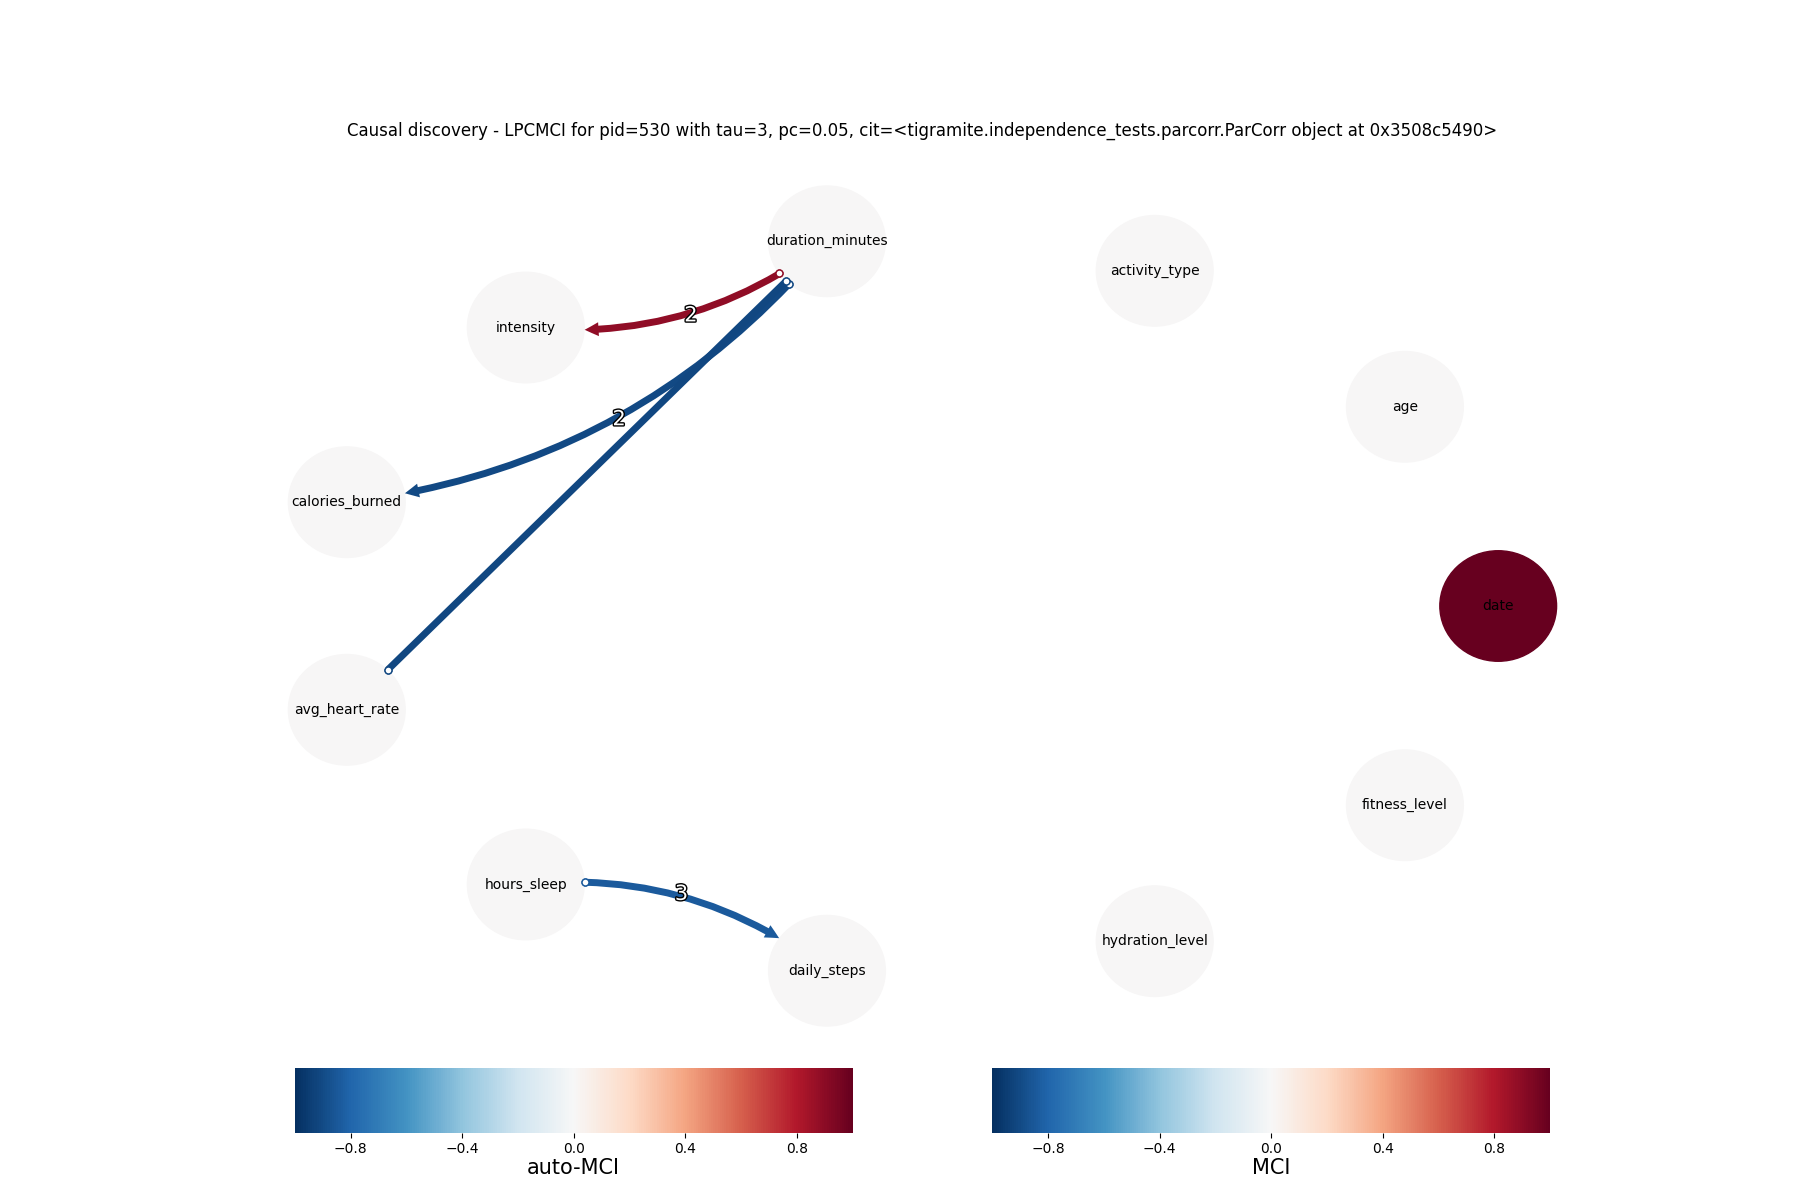 Causal discovery - LPCMCI for pid=530 with tau=3, pc=0.05, cit=<tigramite.independence_tests.parcorr.ParCorr object at 0x3508c5490>
duration_minutes
activity_type
2
intensity
age
2
calories_burned
date
avg_heart_rate
fitness_level
hours_sleep
3
hydration_level
daily_steps
−0.8 −0.4 0.0 0.4 0.8
auto-MCI
−0.8 −0.4 0.0 0.4 0.8
MCI